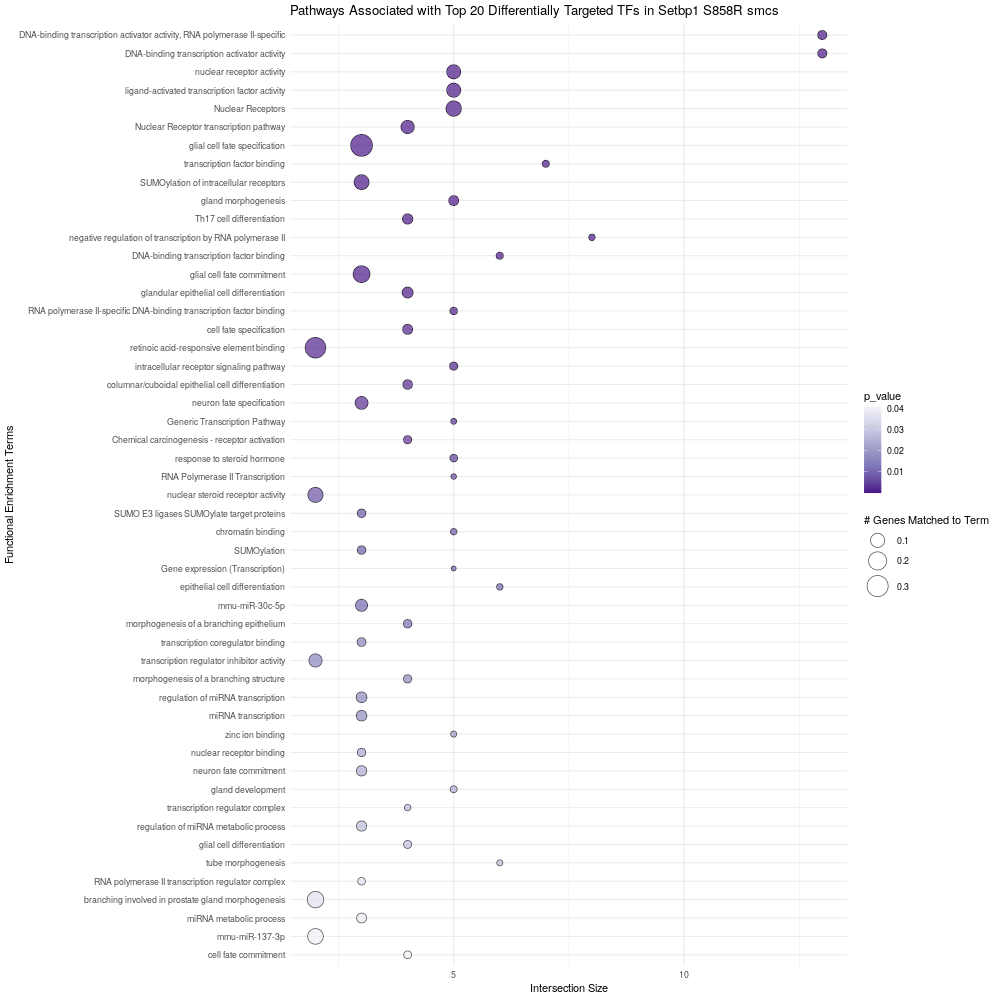 Pathways Associated with Top 20 Differentially Targeted TFs in Setbp1 S858R smcs
DNA-binding transcription activator activity, RNA polymerase II-specific
DNA-binding transcription activator activity
nuclear receptor activity
ligand-activated transcription factor activity
Nuclear Receptors
Nuclear Receptor transcription pathway
glial cell fate specification
transcription factor binding
SUMOylation of intracellular receptors
gland morphogenesis
Th17 cell differentiation
negative regulation of transcription by RNA polymerase II
DNA-binding transcription factor binding
glial cell fate commitment
glandular epithelial cell differentiation
RNA polymerase II-specific DNA-binding transcription factor binding
cell fate specification
retinoic acid-responsive element binding
intracellular receptor signaling pathway
columnar/cuboidal epithelial cell differentiation
neuron fate specification
Generic Transcription Pathway
Chemical carcinogenesis - receptor activation
response to steroid hormone
RNA Polymerase II Transcription
nuclear steroid receptor activity
SUMO E3 ligases SUMOylate target proteins
chromatin binding
SUMOylation
Gene expression (Transcription)
epithelial cell differentiation
mmu-miR-30c-5p
morphogenesis of a branching epithelium
transcription coregulator binding
transcription regulator inhibitor activity
morphogenesis of a branching structure
regulation of miRNA transcription
miRNA transcription
zinc ion binding
nuclear receptor binding
neuron fate commitment
gland development
transcription regulator complex
regulation of miRNA metabolic process
glial cell differentiation
tube morphogenesis
RNA polymerase II transcription regulator complex
branching involved in prostate gland morphogenesis
miRNA metabolic process
mmu-miR-137-3p
cell fate commitment
Functional Enrichment Terms
5
10
Intersection Size
p_value
0.04
0.03
0.02
0.01
# Genes Matched to Term
0.1
0.2
0.3